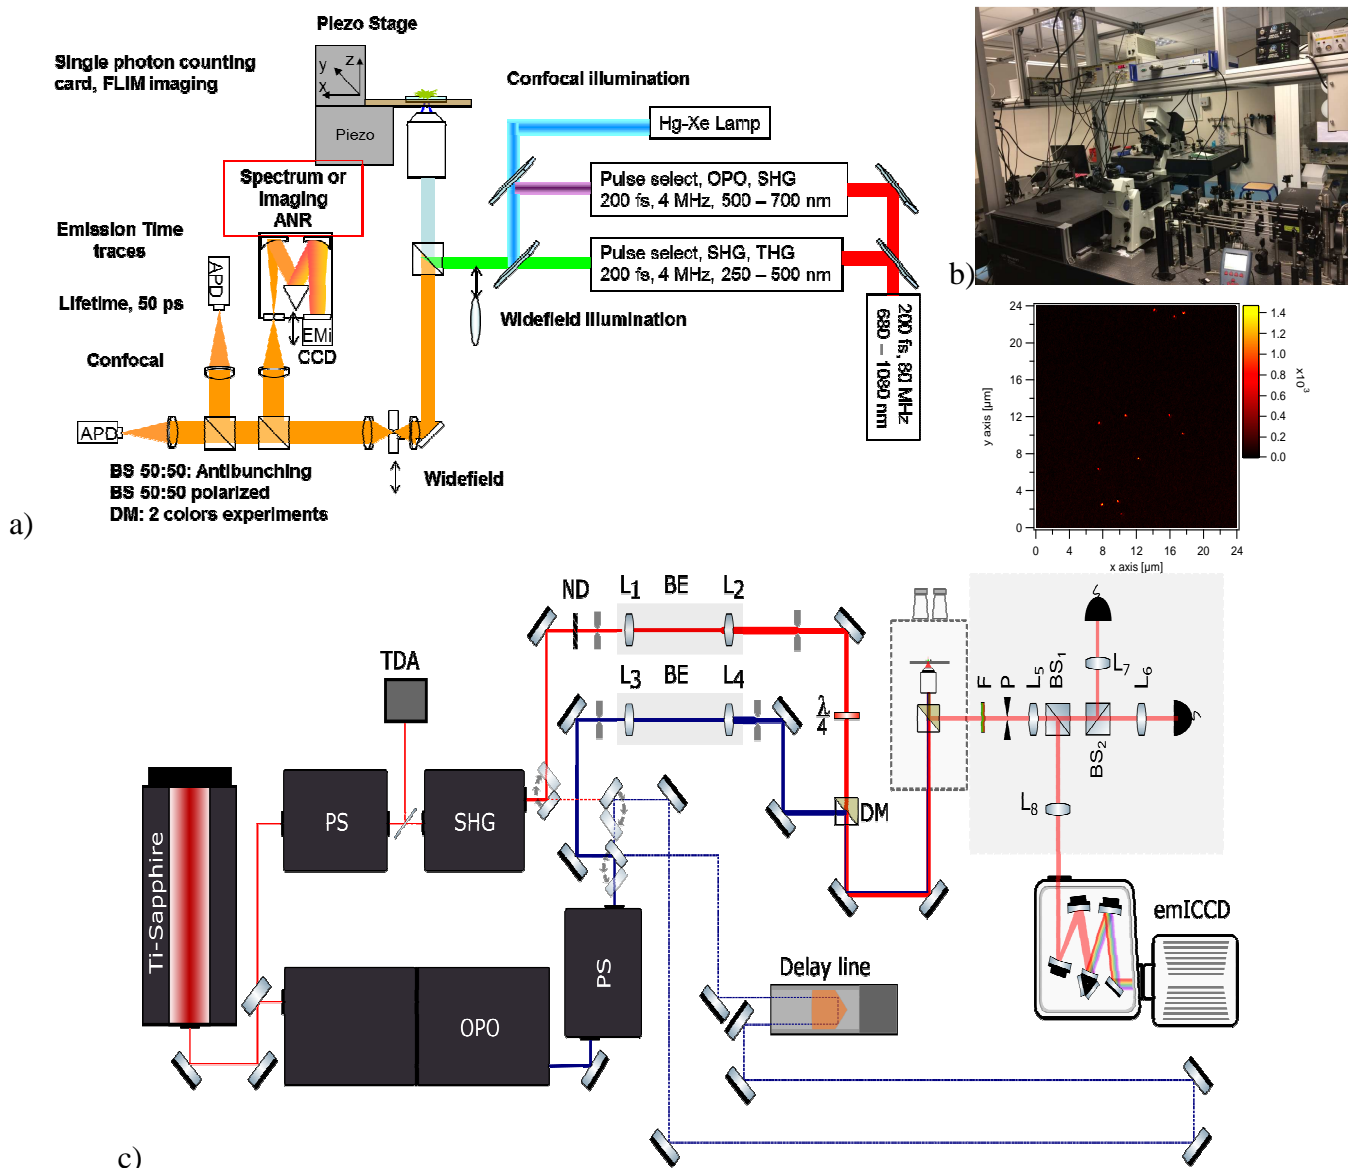 Piezo Stage
Single photon counting
card, FLIM imaging
y
z
x
Piezo
Confocal illumination
Hg-Xe Lamp
Pulse select, OPO, SHG
200 fs, 4 MHz, 500 – 700 nm
Pulse select, SHG, THG
200 fs, 4 MHz, 250 – 500 nm
200 fs, 80 MHz
680 – 1080 nm
Spectrum or
Imaging
ANR
Emission Time
traces
APD
Lifetime, 50 ps
EMi
CCD
Widefield Illumination
Confocal
APD
BS 50:50: Antibunching
BS 50:50 polarized
DM: 2 colors experiments
Widefield
a)
b)
24
20
16
12
8
4
0
y axis [µm]
0 4 8 12 16 20 24
x axis [µm]
1.4
1.2
1.0
0.8
0.6
0.4
0.2
0.0
x10³
ND
L1
BE
L2
TDA
L3
BE
L4
λ/4
F
P
L5
BS1
L7
L6
BS2
L8
DM
PS
SHG
Ti-Sapphire
PS
OPO
Delay line
emICCD
c)